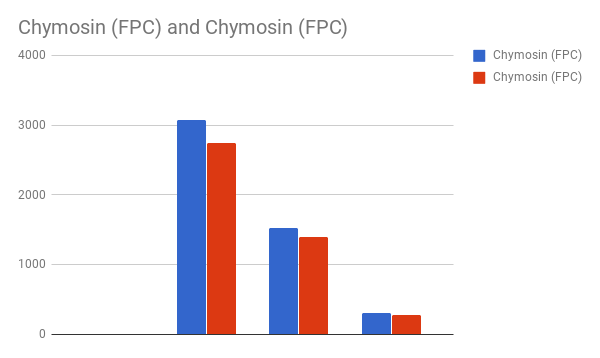 Chymosin (FPC) and Chymosin (FPC)
4000
3000
2000
1000
0
Chymosin (FPC)
Chymosin (FPC)